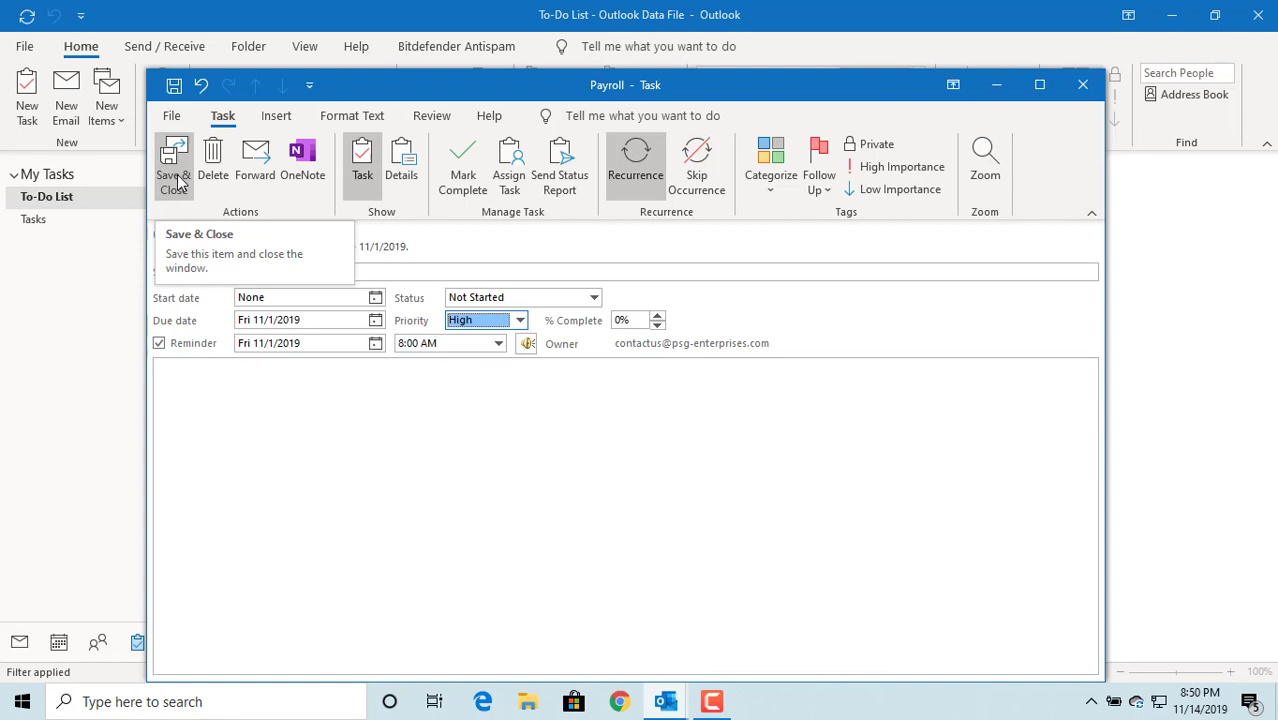 To-Do List - Outlook Data File - Outlook
File Home Send / Receive Folder View Help Bitdefender Antispam Tell me what you want to do
New Task
New Email
New Items
New
Search People
Address Book
Find
My Tasks
To-Do List
Tasks
Payroll - Task
File Task Insert Format Text Review Help Tell me what you want to do
Save & Close
Delete
Forward
OneNote
Actions
Task
Details
Show
Mark Complete
Assign Task
Send Status Report
Manage Task
Recurrence
Skip Occurrence
Recurrence
Categorize
Follow Up
Private
High Importance
Low Importance
Tags
Zoom
Zoom
Save & Close
Save this item and close the
window.
11/1/2019.
Start date None Status Not Started
Due date Fri 11/1/2019 Priority High % Complete 0%
Reminder Fri 11/1/2019 8:00 AM Owner contactus@psg-enterprises.com
Filter applied
100%
Type here to search
8:50 PM
11/14/2019
5